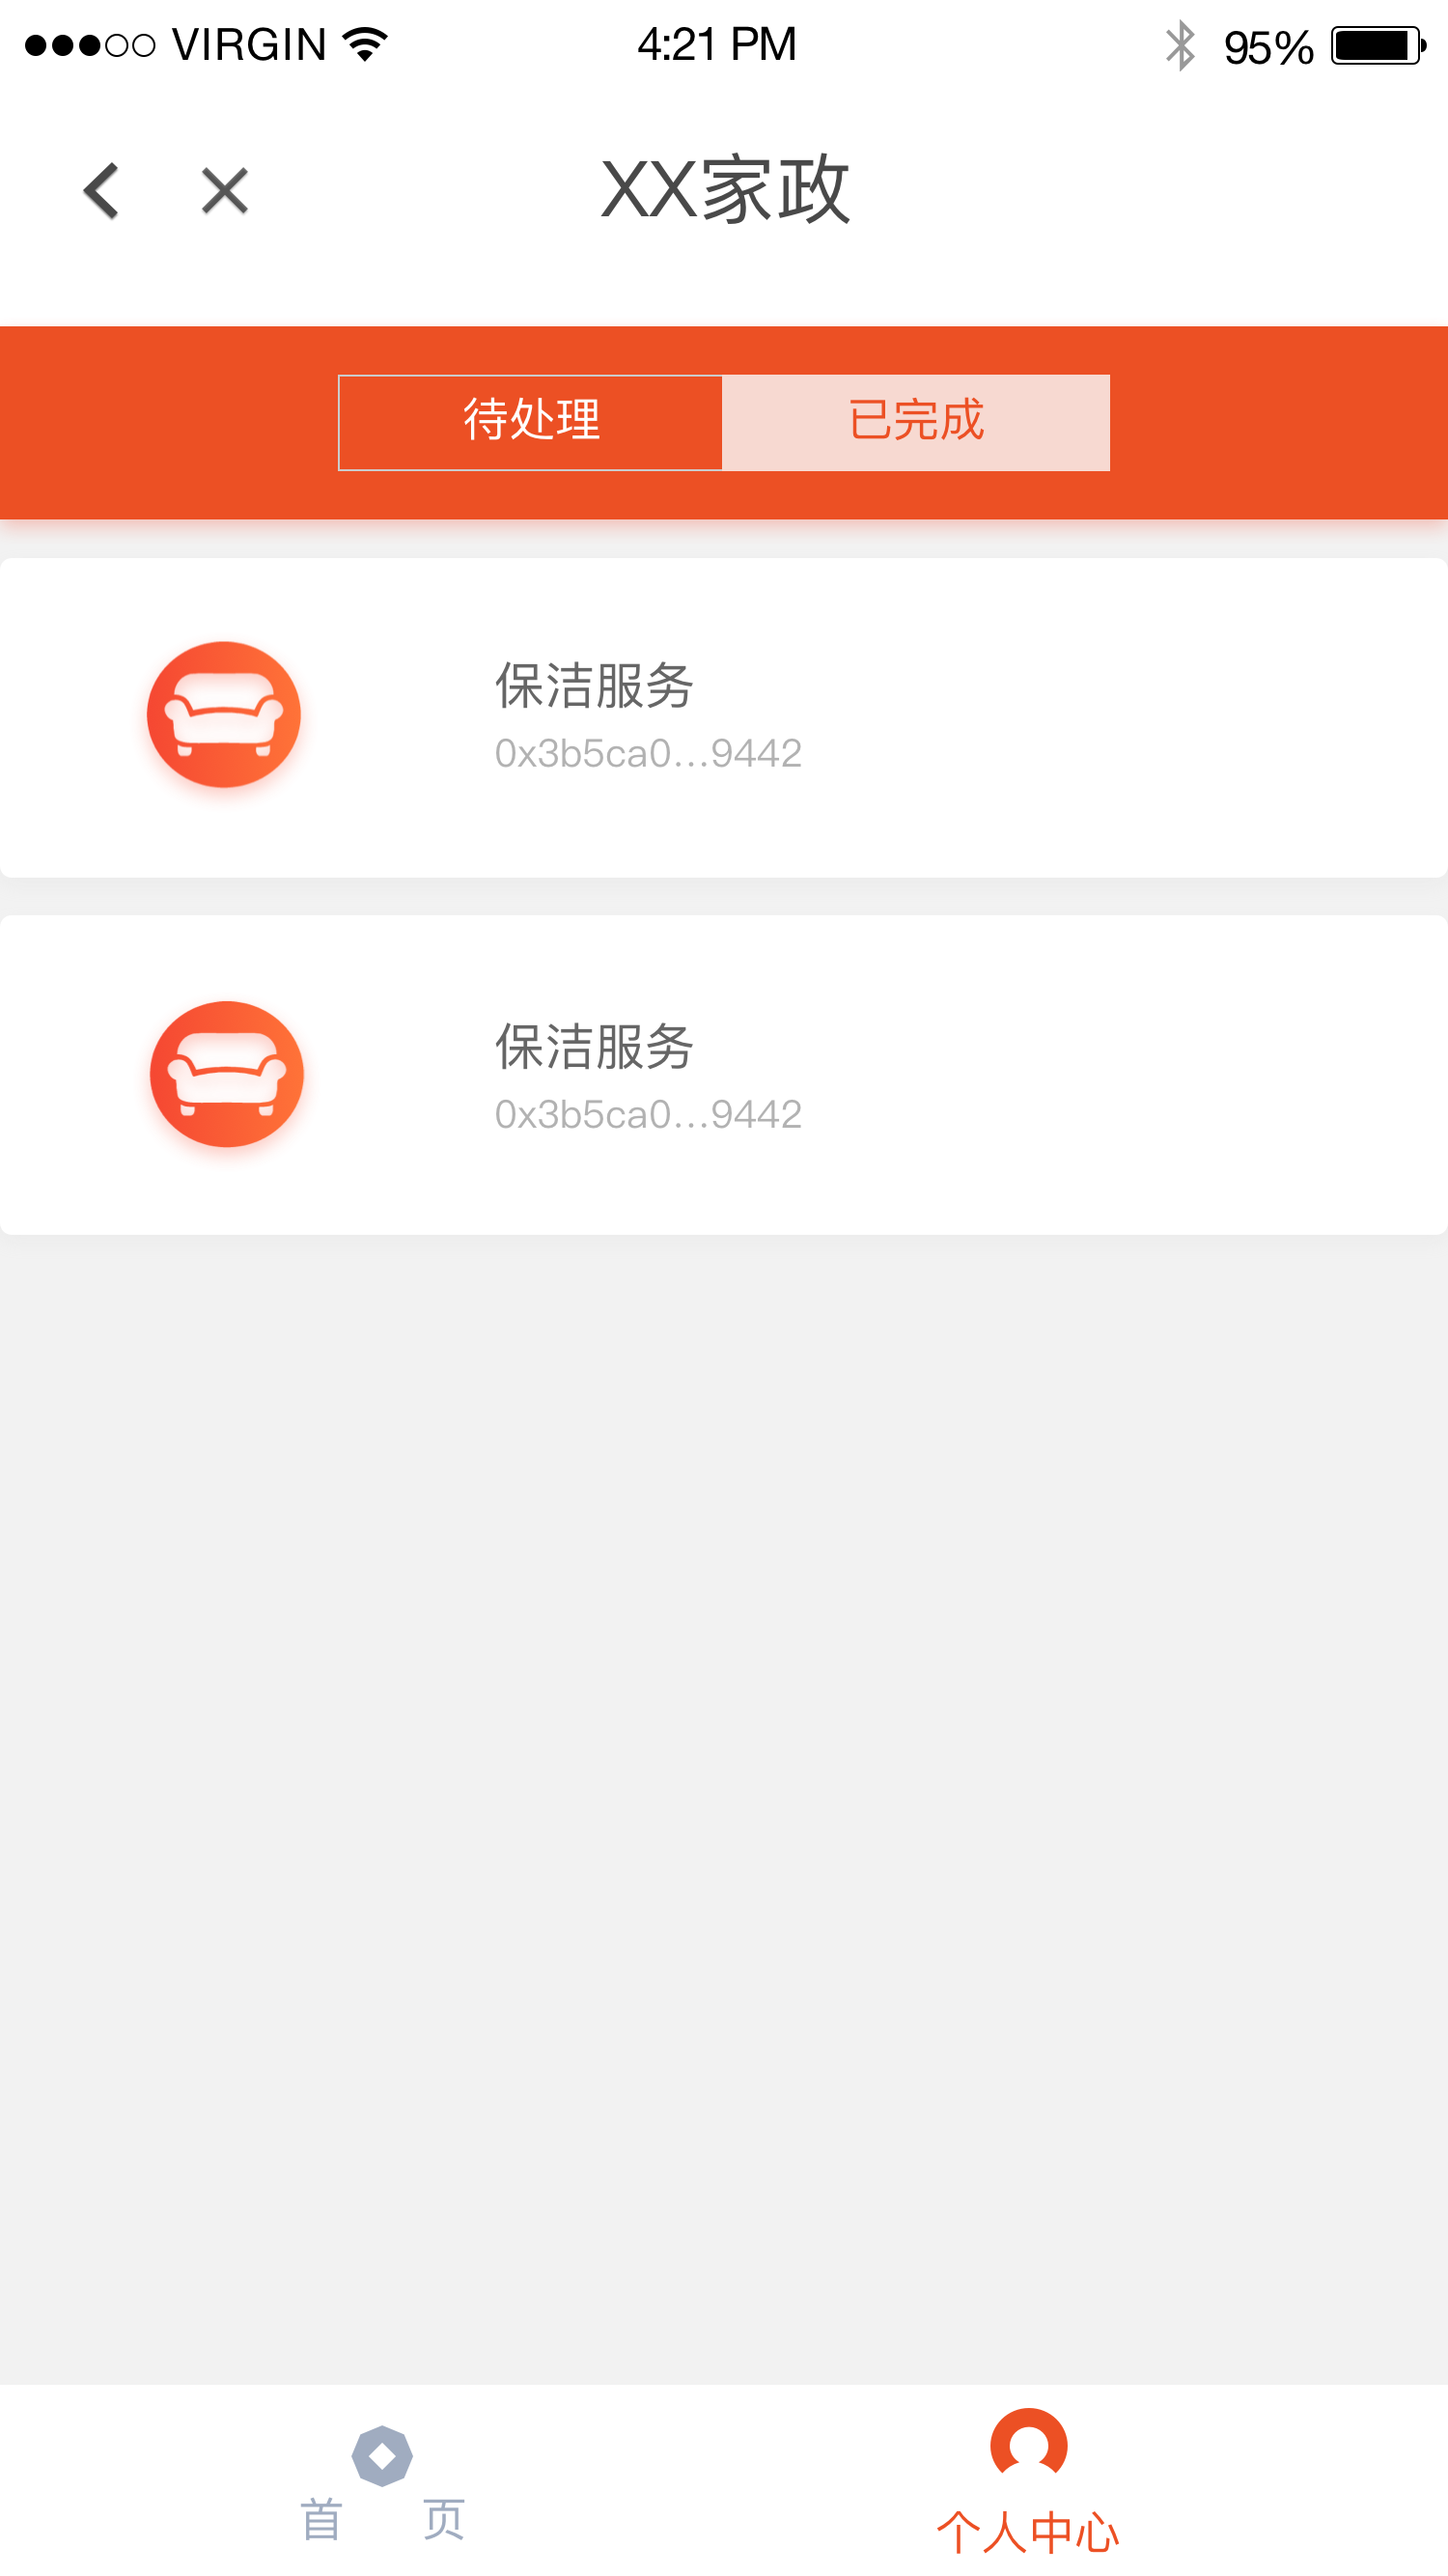 VIRGIN 4:21 PM 95%
XX家政
待处理 已完成
保洁服务
0x3b5ca0...9442
保洁服务
0x3b5ca0...9442
首 页 个人中心